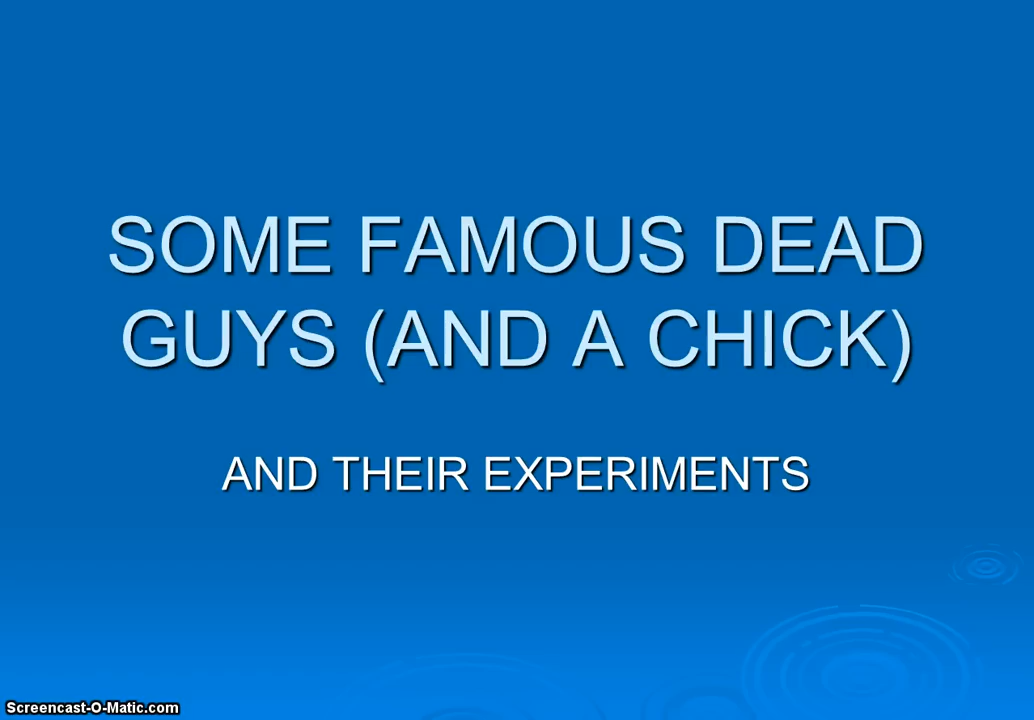 SOME FAMOUS DEAD
GUYS (AND A CHICK)
AND THEIR EXPERIMENTS
Screencast-O-Matic.com